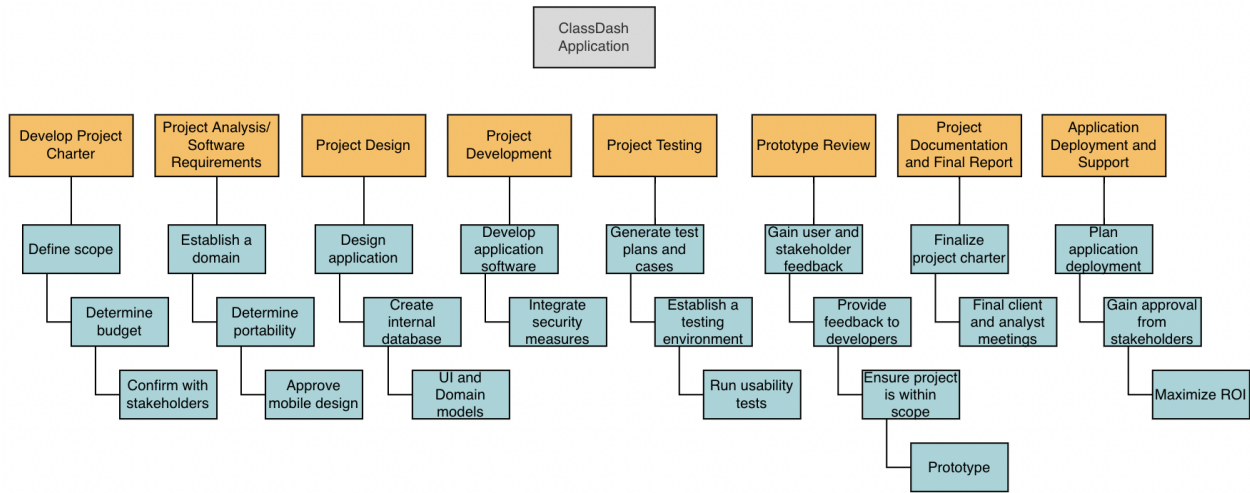 ClassDash
Application
Develop Project
Charter
Project Analysis/
Software
Requirements
Project Design
Project
Development
Project Testing
Prototype Review
Project
Documentation
and Final Report
Application
Deployment and
Support
Define scope
Establish a
domain
Design
application
Develop
application
software
Generate test
plans and
cases
Gain user and
stakeholder
feedback
Finalize
project charter
Plan
application
deployment
Determine
budget
Determine
portability
Create
internal
database
Integrate
security
measures
Establish a
testing
environment
Provide
feedback to
developers
Final client
and analyst
meetings
Gain approval
from
stakeholders
Confirm with
stakeholders
Approve
mobile design
UI and
Domain
models
Run usability
tests
Ensure project
is within
scope
Maximize ROI
Prototype